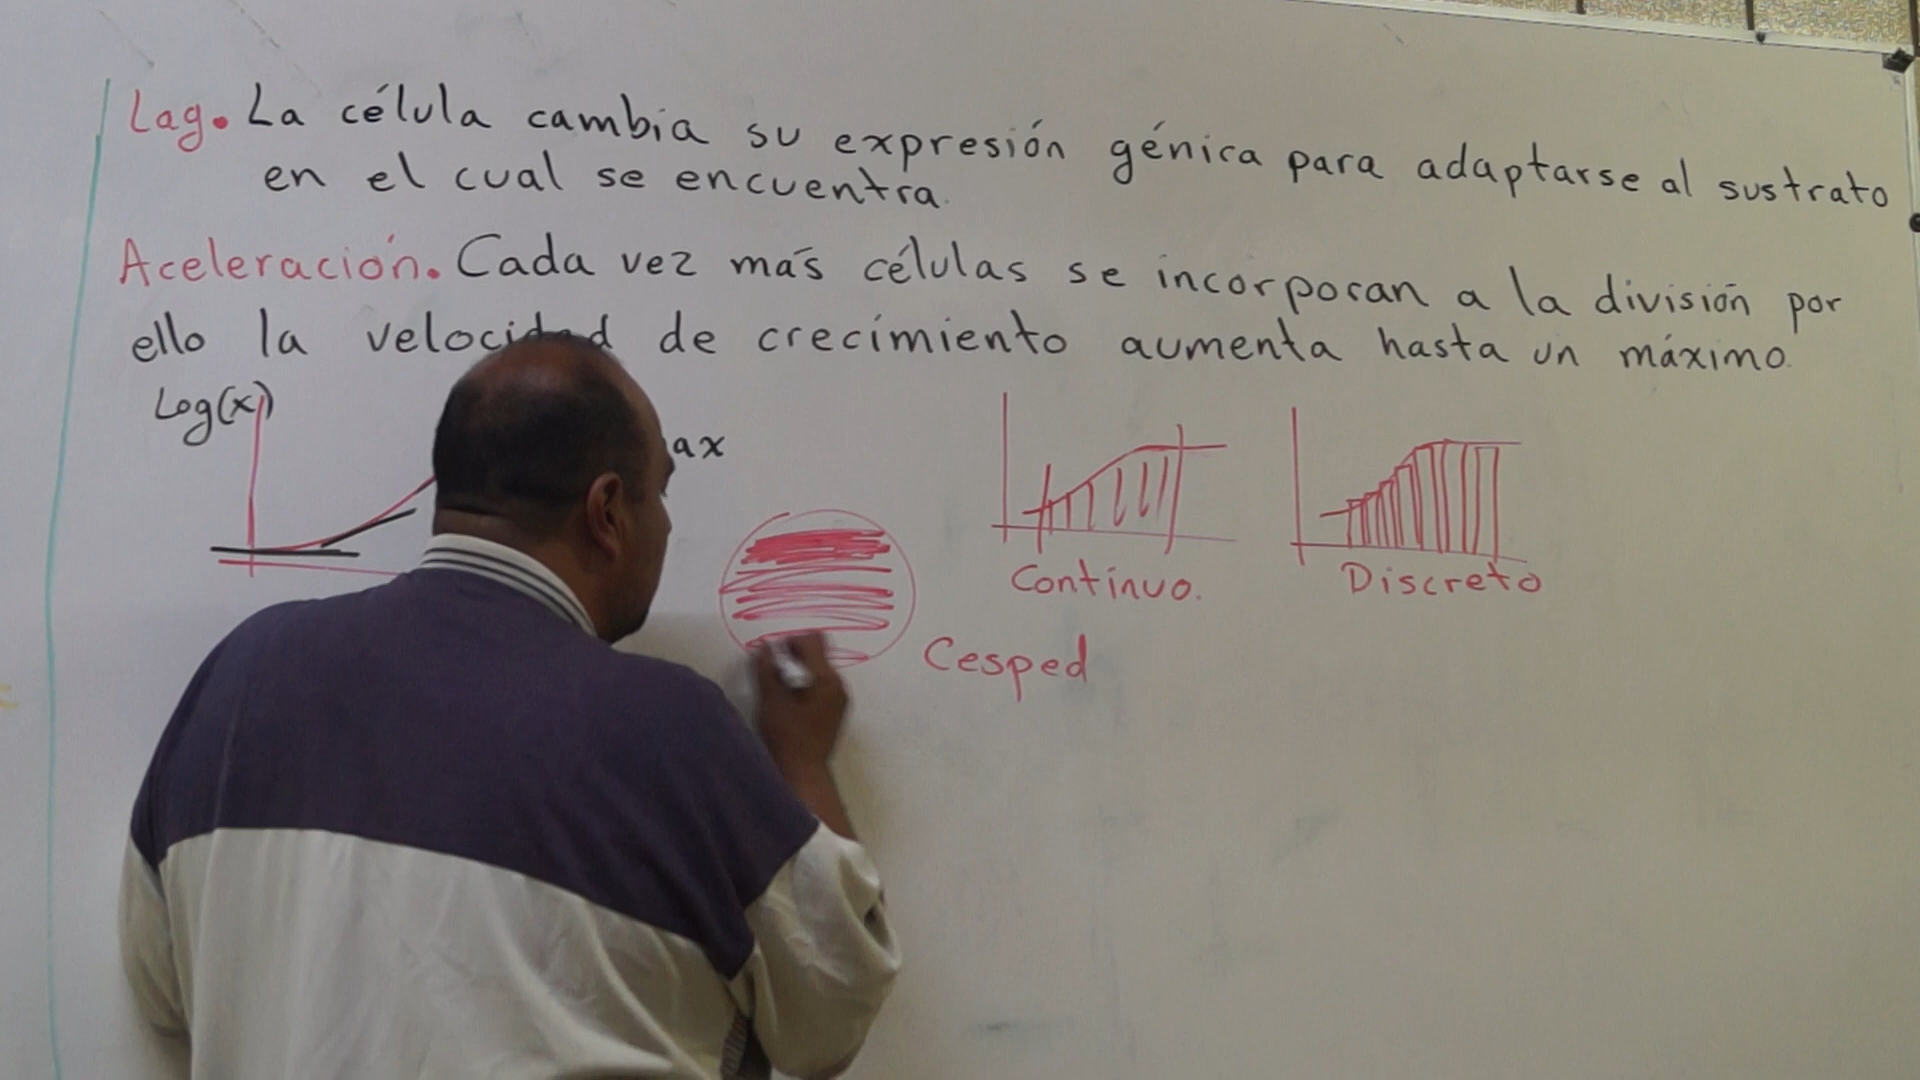 Lag. La célula cambia su expresión génica para adaptarse al sustrato
en el cual se encuentra.
Aceleración. Cada vez más células se incorporan a la división por
ello la velocidad de crecimiento aumenta hasta un máximo.
Log(x)
ax
Contínuo.
Discreto
Cesped